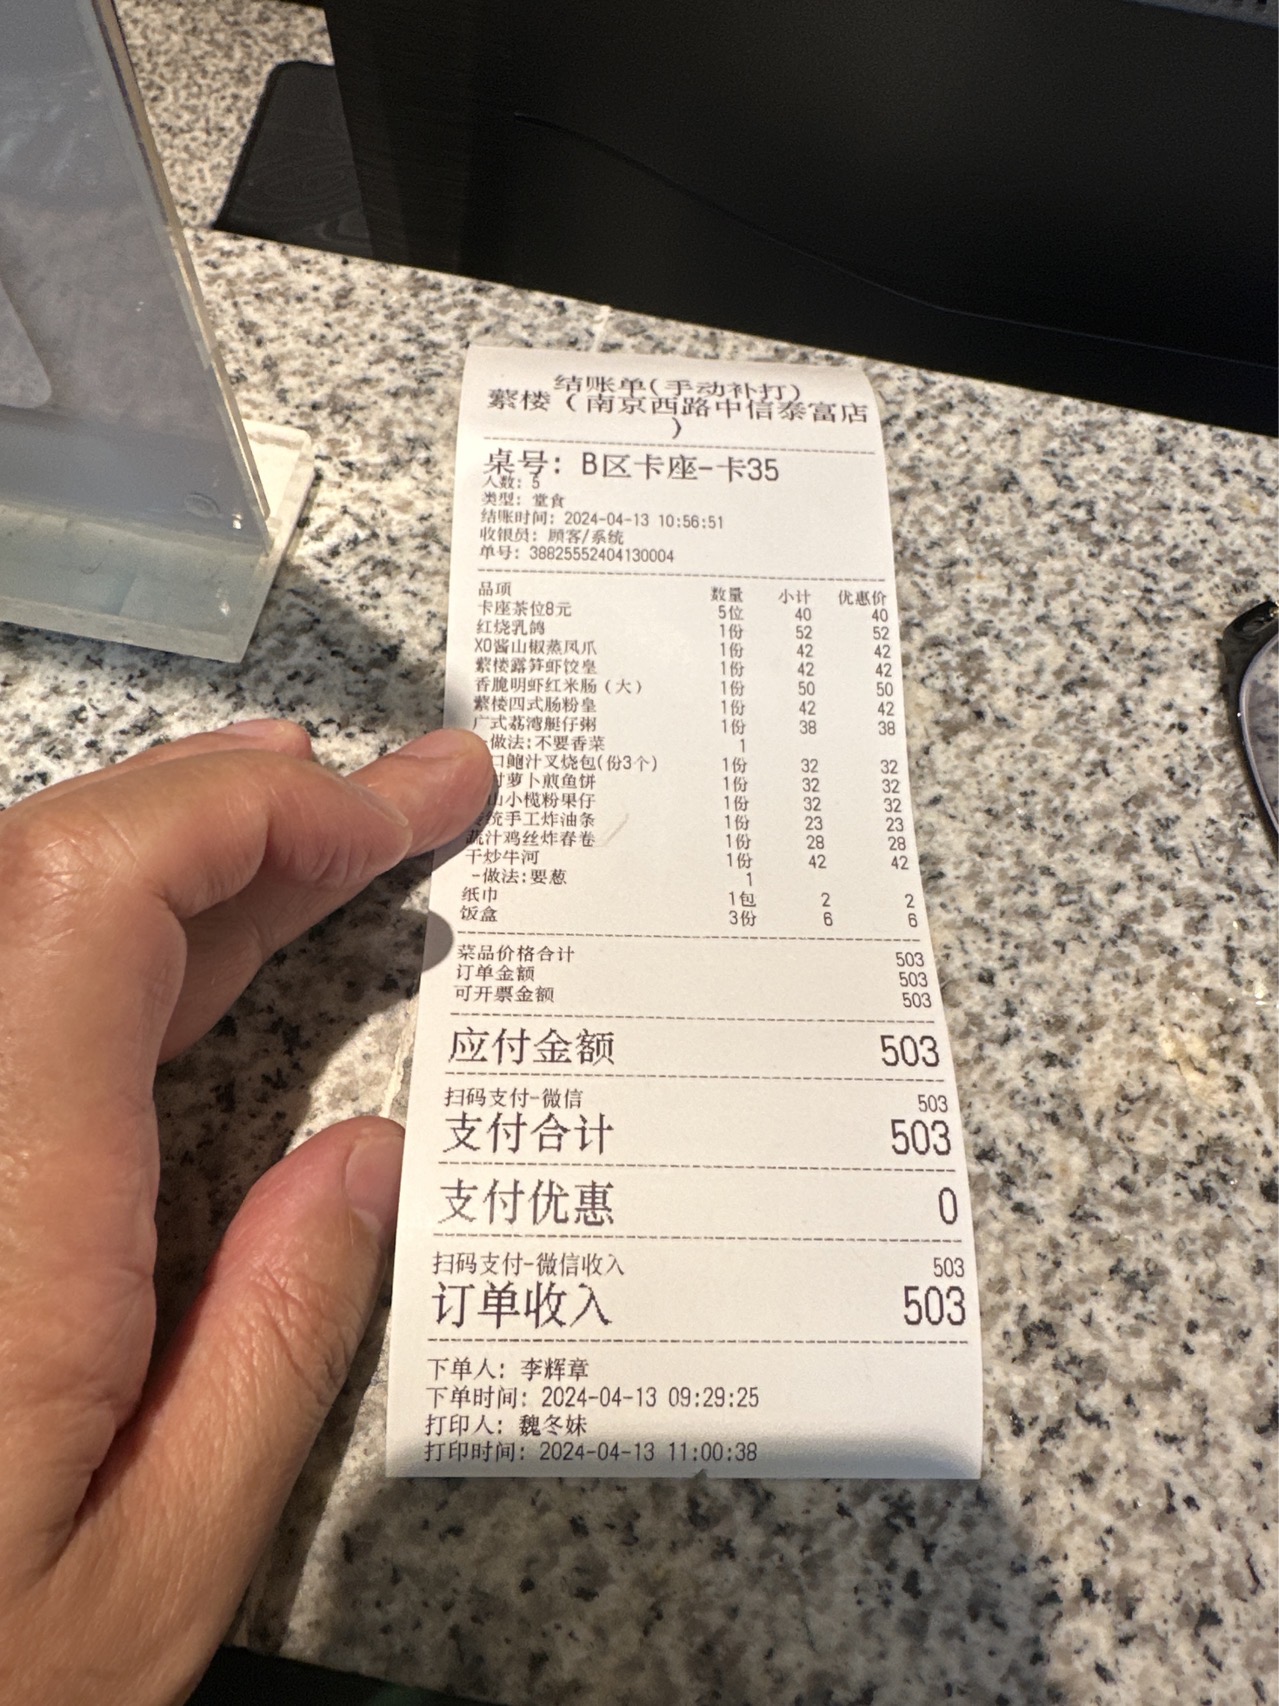 结账单(手动补打)
蘩楼（南京西路中信泰富店
）
桌号: B区卡座-卡35
人数: 5
类型: 堂食
结账时间: 2024-04-13 10:56:51
收银员: 顾客/系统
单号: 38825552404130004
品项 数量 小计 优惠价
卡座茶位8元 5位 40 40
红烧乳鸽 1份 52 52
XO酱山椒蒸凤爪 1份 42 42
蘩楼露笋虾饺皇 1份 42 42
香脆明虾红米肠（大） 1份 50 50
蘩楼四式肠粉皇 1份 42 42
广式荔湾艇仔粥 1份 38 38
-做法:不要香菜 1
口鲍汁叉烧包(份3个) 1份 32 32
萝卜煎鱼饼 1份 32 32
山小榄粉果仔 1份 32 32
传统手工炸油条 1份 23 23
蔬汁鸡丝炸春卷 1份 28 28
干炒牛河 1份 42 42
-做法:要葱 1
纸巾 1包 2 2
饭盒 3份 6 6
菜品价格合计 503
订单金额 503
可开票金额 503
应付金额 503
扫码支付-微信 503
支付合计 503
支付优惠 0
扫码支付-微信收入 503
订单收入 503
下单人: 李辉章
下单时间: 2024-04-13 09:29:25
打印人: 魏冬妹
打印时间: 2024-04-13 11:00:38